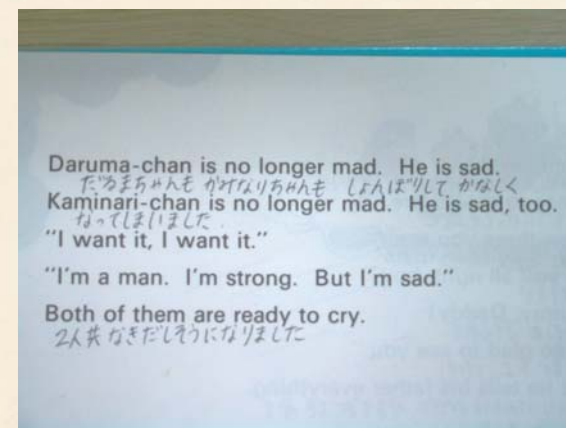 Daruma-chan is no longer mad. He is sad.
だるまちゃんも かみなりちゃんも しょんぼりして かなしく
Kaminari-chan is no longer mad. He is sad, too.
なってしまいました
"I want it, I want it."
"I'm a man. I'm strong. But I'm sad."
Both of them are ready to cry.
2人共 なきだしそうになりました